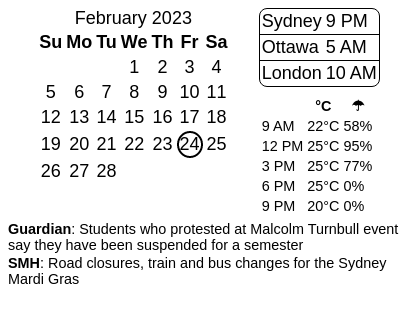 February 2023
Su Mo Tu We Th Fr Sa
1 2 3 4
5 6 7 8 9 10 11
12 13 14 15 16 17 18
19 20 21 22 23 24 25
26 27 28
Sydney 9 PM
Ottawa 5 AM
London 10 AM
°C ☂
9 AM 22°C 58%
12 PM 25°C 95%
3 PM 25°C 77%
6 PM 25°C 0%
9 PM 20°C 0%
Guardian: Students who protested at Malcolm Turnbull event
say they have been suspended for a semester
SMH: Road closures, train and bus changes for the Sydney
Mardi Gras